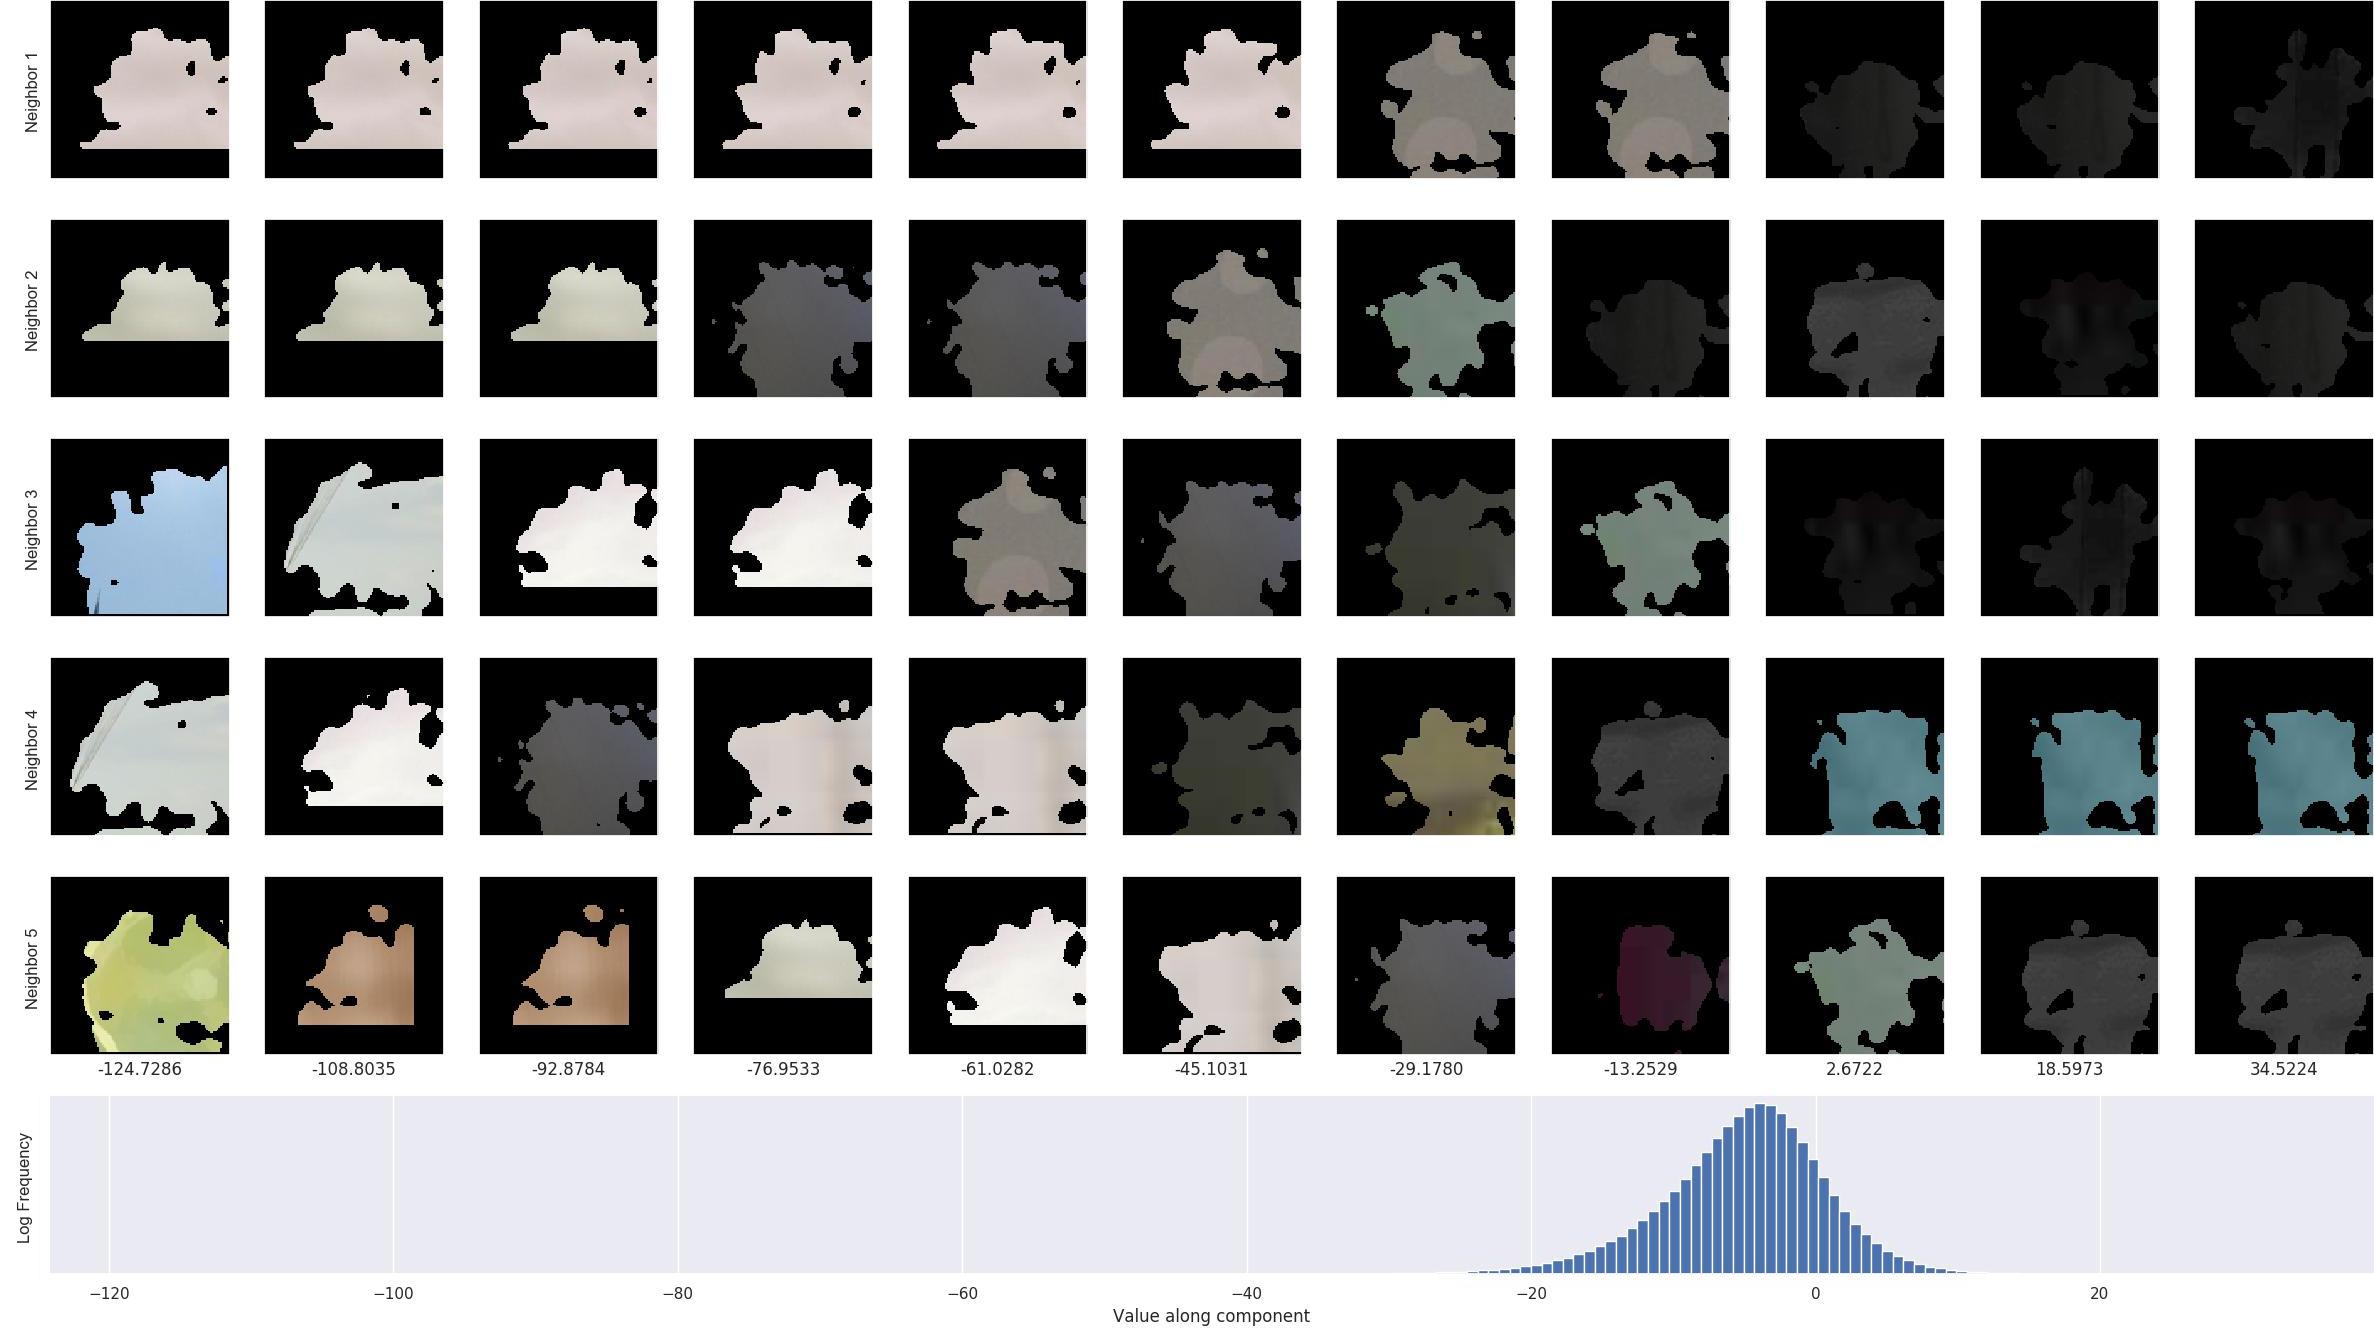 Neighbor 1
Neighbor 2
Neighbor 3
Neighbor 4
Neighbor 5
-124.7286 -108.8035 -92.8784 -76.9533 -61.0282 -45.1031 -29.1780 -13.2529 2.6722 18.5973 34.5224
Log Frequency
−120 −100 −80 −60 −40 −20 0 20
Value along component